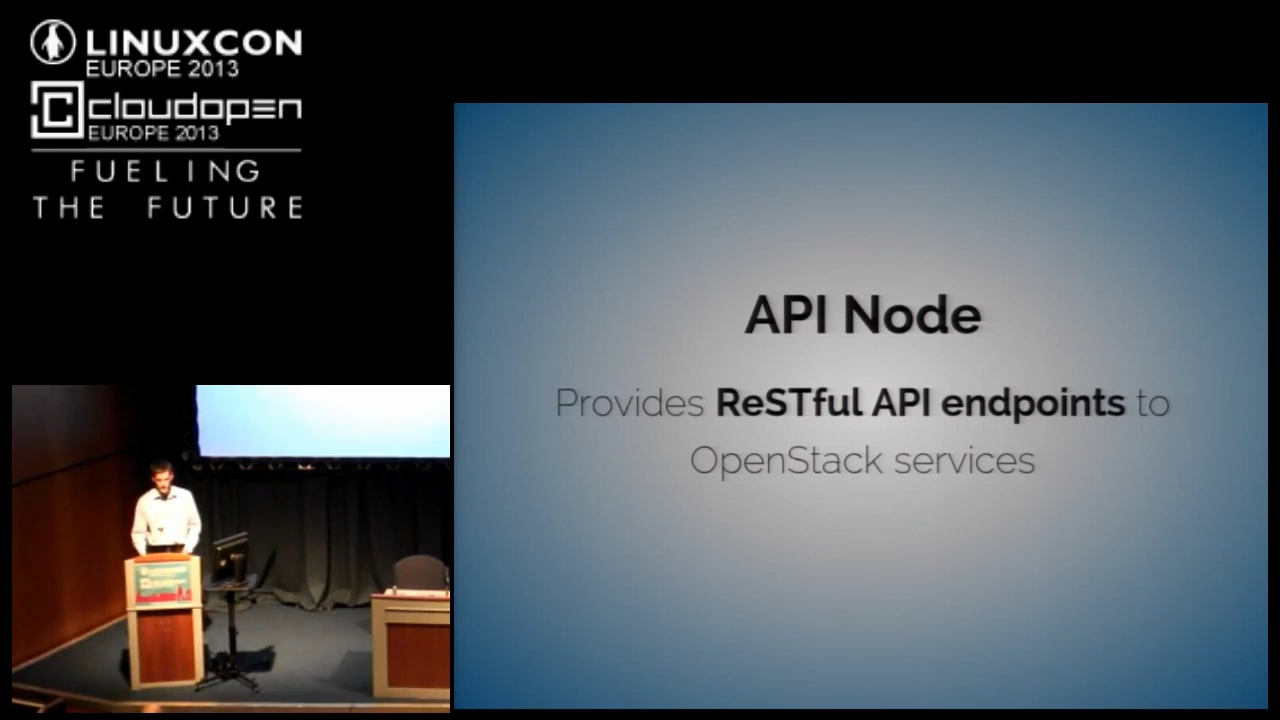 LINUXCON
EUROPE 2013
cloudopen
EUROPE 2013
FUELING
THE FUTURE
API Node
Provides ReSTful API endpoints to
OpenStack services